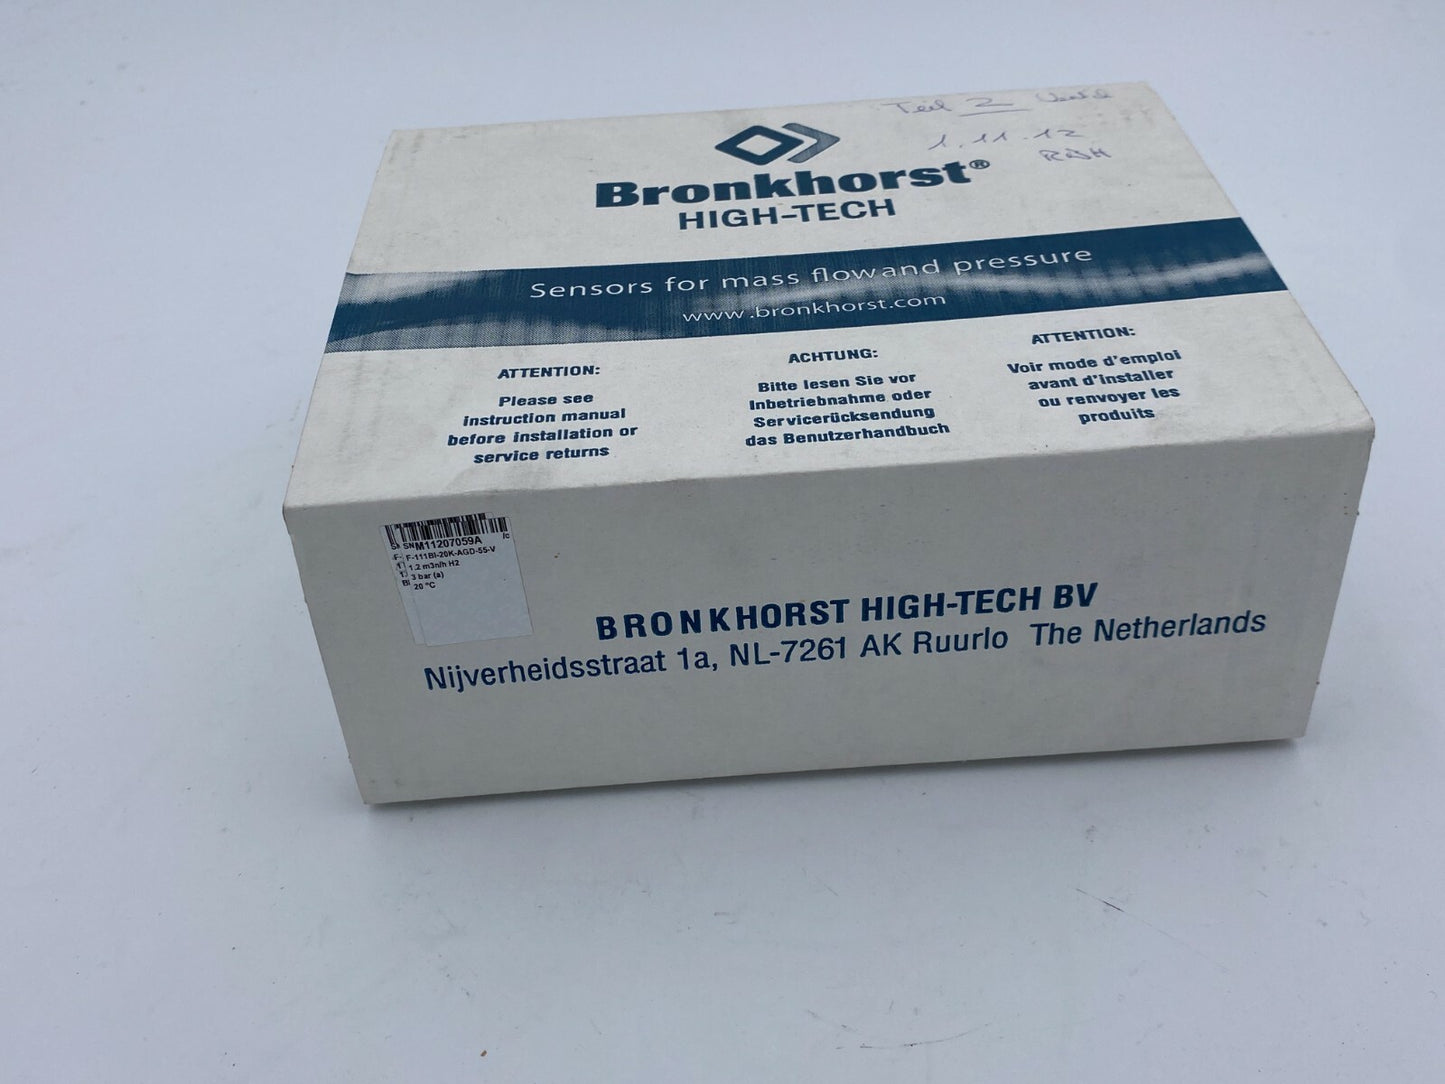 Teil 2
1.11.12
Bronkhorst®
HIGH-TECH
Sensors for mass flow and pressure
www.bronkhorst.com
ATTENTION:
Please see
instruction manual
before installation or
service returns
ACHTUNG:
Bitte lesen Sie vor
Inbetriebnahme oder
Servicerücksendung
das Benutzerhandbuch
ATTENTION:
Voir mode d'emploi
avant d'installer
ou renvoyer les
produits
SNM11207059A
F-111BI-20K-AGD-55-V
1.2 m3n/h H2
3 bar (a)
20 °C
BRONKHORST HIGH-TECH BV
Nijverheidsstraat 1a, NL-7261 AK Ruurlo The Netherlands